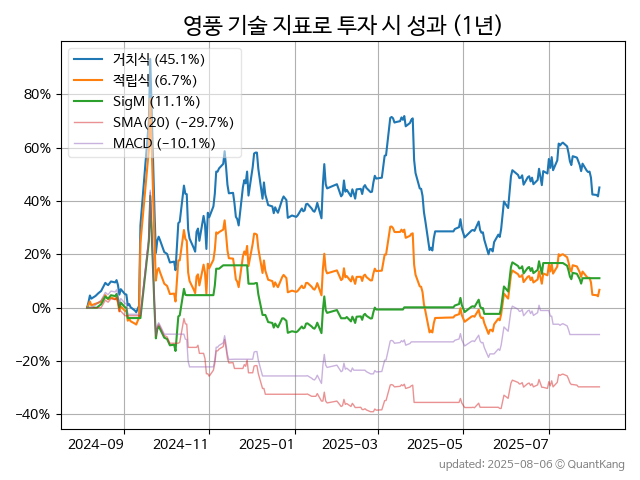 영풍 기술 지표로 투자 시 성과 (1년)
거치식 (45.1%)
적립식 (6.7%)
SigM (11.1%)
SMA(20) (−29.7%)
MACD (−10.1%)
80%
60%
40%
20%
0%
−20%
−40%
2024-09 2024-11 2025-01 2025-03 2025-05 2025-07
updated: 2025-08-06 © QuantKang